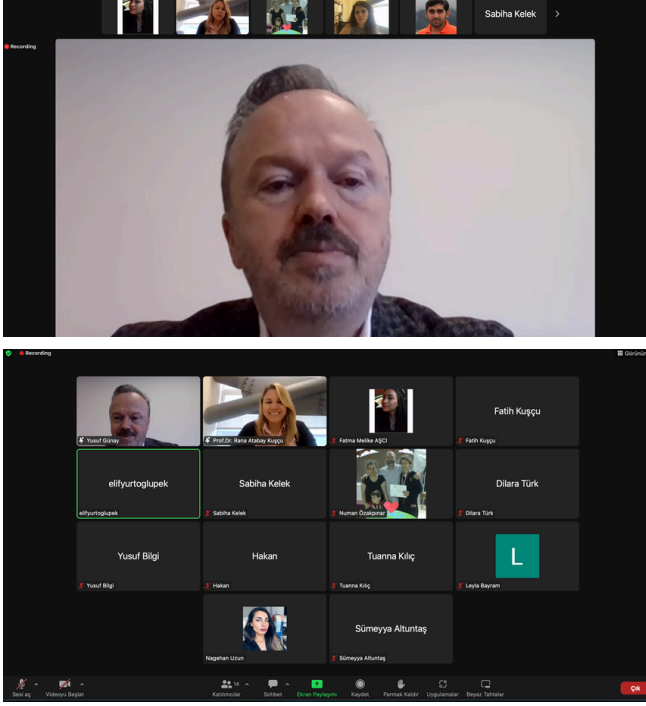 Sabiha Kelek
Recording
Recording
Görünüm
Yusuf Günay
Prof.Dr. Rana Atabay Kuşçu
Fatma Melike AŞCI
Fatih Kuşçu
Fatih Kuşçu
elifyurtoglupek
elifyurtoglupek
Sabiha Kelek
Sabiha Kelek
Numan Özakpınar
Dilara Türk
Dilara Türk
Yusuf Bilgi
Yusuf Bilgi
Hakan
Hakan
Tuanna Kılıç
Tuanna Kılıç
L
Leyla Bayram
Nagehan Uzun
Sümeyya Altuntaş
Sümeyya Altuntaş
14
Sesi aç
Videoyu Başlat
Katılımcılar
Sohbet
Ekran Paylaşımı
Kaydet
Parmak Kaldır
Uygulamalar
Beyaz Tahtalar
Çık